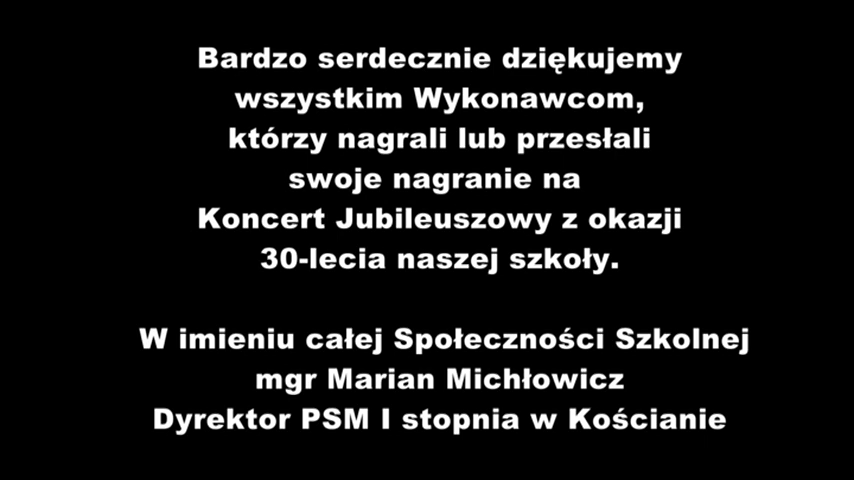 Bardzo serdecznie dziękujemy
wszystkim Wykonawcom,
którzy nagrali lub przesłali
swoje nagranie na
Koncert Jubileuszowy z okazji
30-lecia naszej szkoły.
W imieniu całej Społeczności Szkolnej
mgr Marian Michłowicz
Dyrektor PSM I stopnia w Kościanie